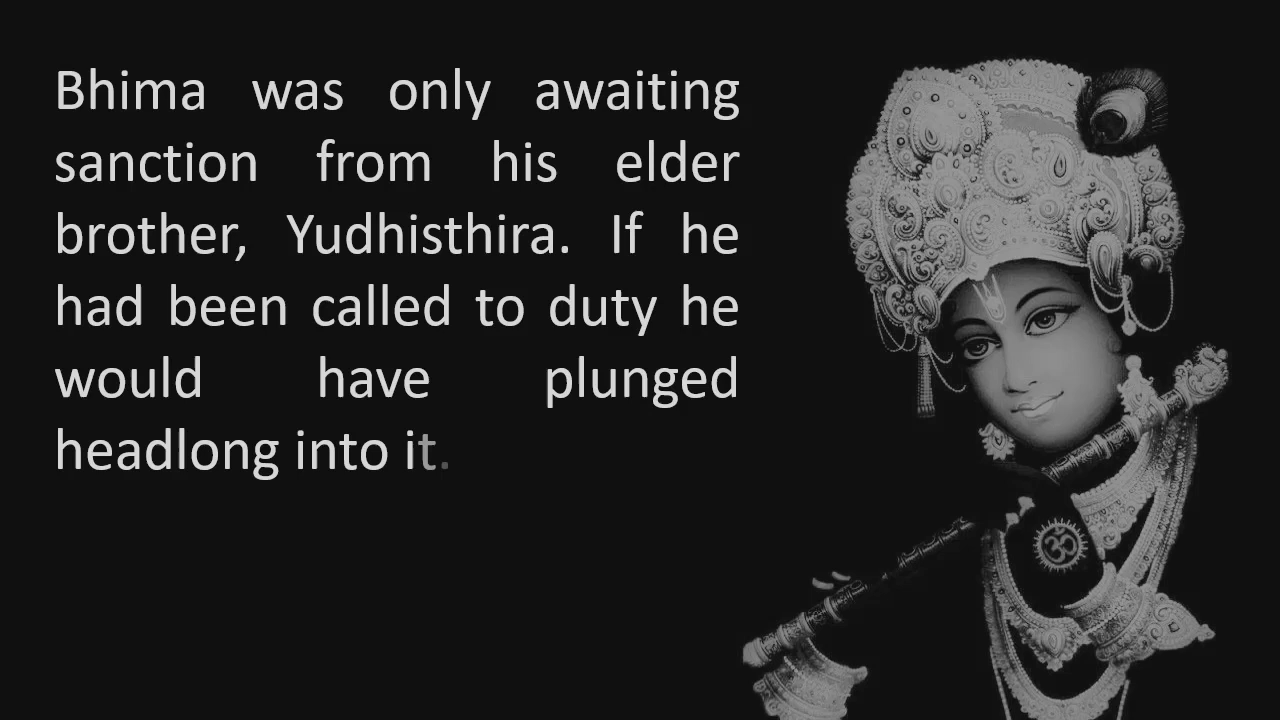 Bhima was only awaiting
sanction from his elder
brother, Yudhisthira. If he
had been called to duty he
would have plunged
headlong into it.
ॐ